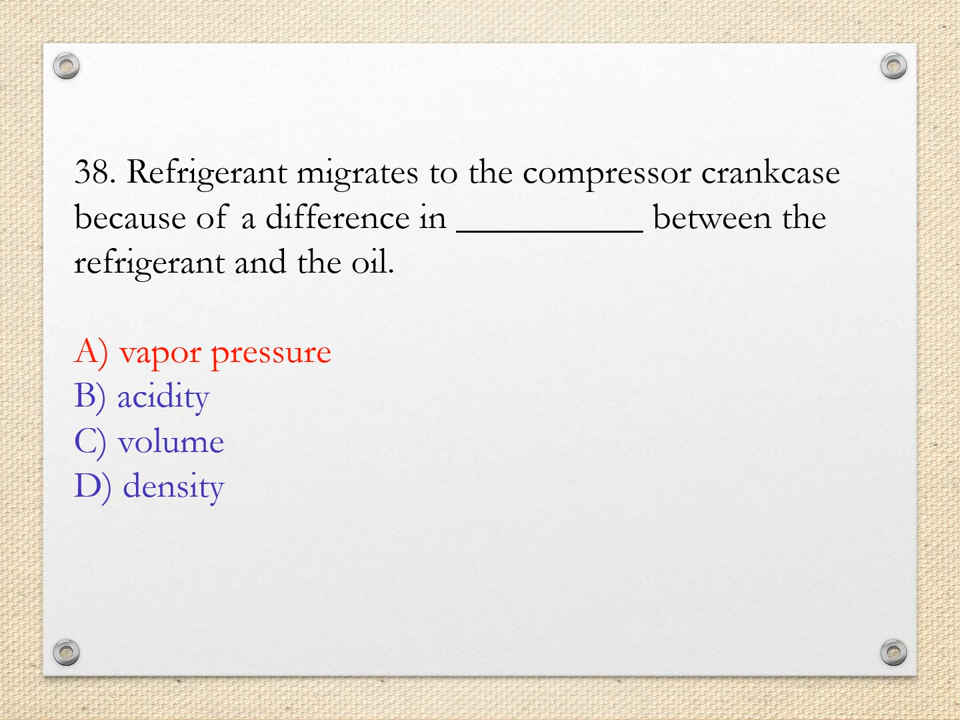 38. Refrigerant migrates to the compressor crankcase
because of a difference in __________ between the
refrigerant and the oil.
A) vapor pressure
B) acidity
C) volume
D) density